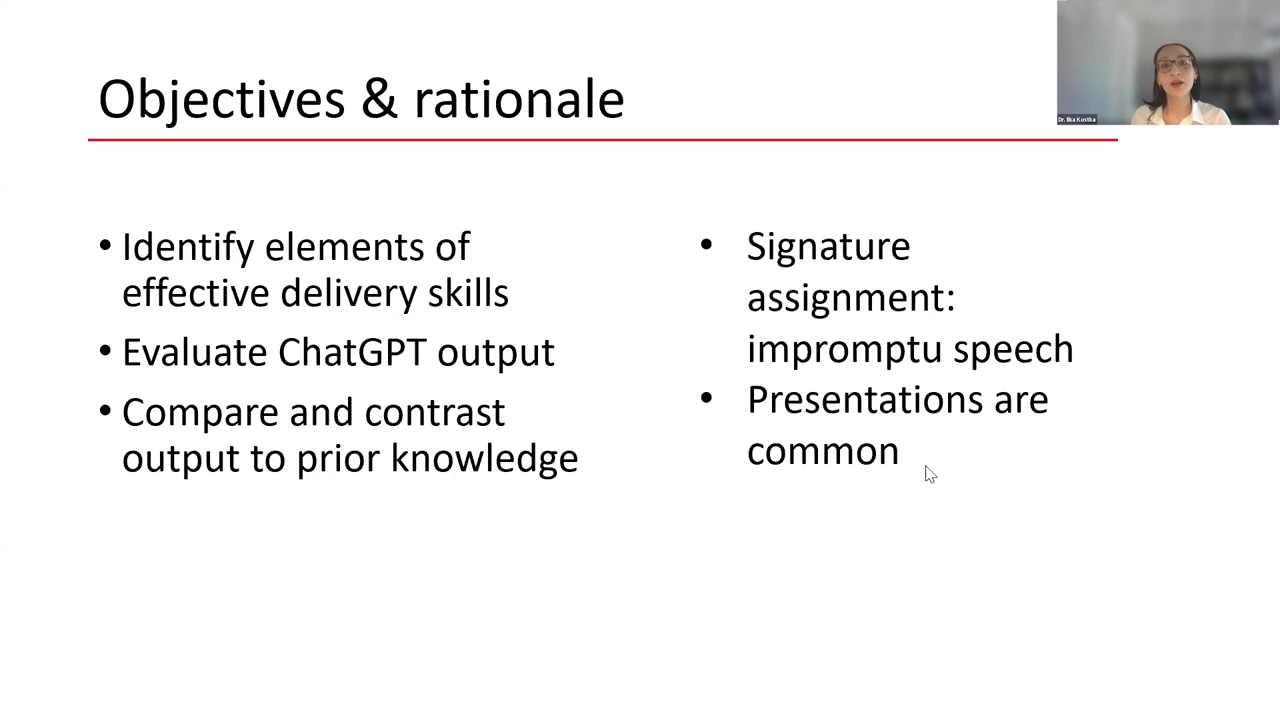 Objectives & rationale
Dr. Ilka Kostka
• Identify elements of
effective delivery skills
• Evaluate ChatGPT output
• Compare and contrast
output to prior knowledge
• Signature
assignment:
impromptu speech
• Presentations are
common